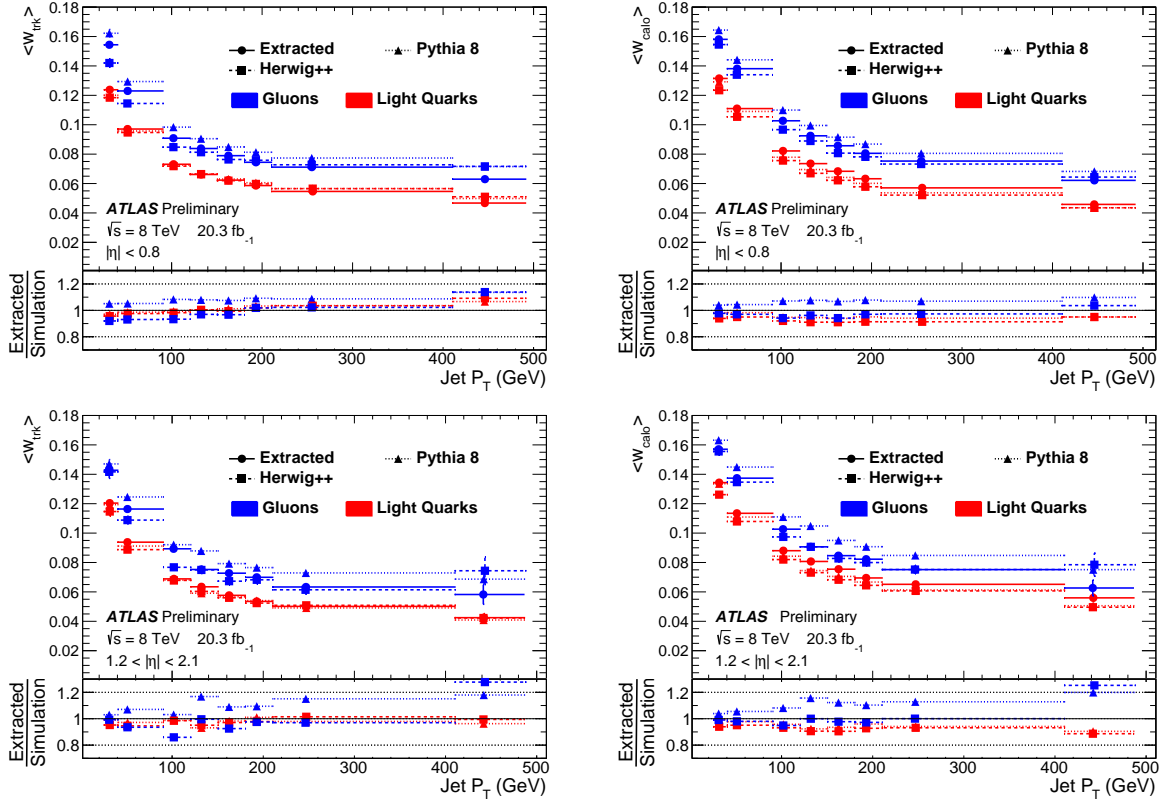 <w_trk>
0.18
0.16
0.14
0.12
0.1
0.08
0.06
0.04
0.02
Extracted
Pythia 8
Herwig++
Gluons
Light Quarks
ATLAS Preliminary
√s = 8 TeV 20.3 fb-1
|η| < 0.8
Extracted
Simulation
1.2
1
0.8
100 200 300 400 500
Jet P_T (GeV)
<w_calo>
0.18
0.16
0.14
0.12
0.1
0.08
0.06
0.04
0.02
Extracted
Pythia 8
Herwig++
Gluons
Light Quarks
ATLAS Preliminary
√s = 8 TeV 20.3 fb-1
|η| < 0.8
Extracted
Simulation
1.2
1
0.8
100 200 300 400 500
Jet P_T (GeV)
<w_trk>
0.18
0.16
0.14
0.12
0.1
0.08
0.06
0.04
0.02
Extracted
Pythia 8
Herwig++
Gluons
Light Quarks
ATLAS Preliminary
√s = 8 TeV 20.3 fb-1
1.2 < |η| < 2.1
Extracted
Simulation
1.2
1
0.8
100 200 300 400 500
Jet P_T (GeV)
<w_calo>
0.18
0.16
0.14
0.12
0.1
0.08
0.06
0.04
0.02
Extracted
Pythia 8
Herwig++
Gluons
Light Quarks
ATLAS Preliminary
√s = 8 TeV 20.3 fb-1
1.2 < |η| < 2.1
Extracted
Simulation
1.2
1
0.8
100 200 300 400 500
Jet P_T (GeV)